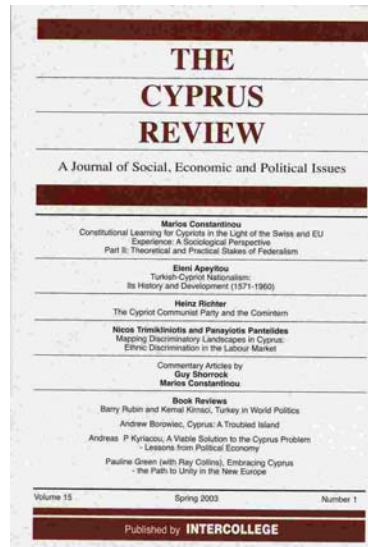 THE
CYPRUS
REVIEW
A Journal of Social, Economic and Political Issues
Marios Constantinou
Constitutional Learning for Cypriots in the Light of the Swiss and EU
Experience: A Sociological Perspective
Part II: Theoretical and Practical Stakes of Federalism
Eleni Apeyitou
Turkish-Cypriot Nationalism:
Its History and Development (1571-1960)
Heinz Richter
The Cypriot Communist Party and the Comintern
Nicos Trimikliniotis and Panayiotis Pantelides
Mapping Discriminatory Landscapes in Cyprus:
Ethnic Discrimination in the Labour Market
Commentary Articles by
Guy Shorrock
Marios Constantinou
Book Reviews
Barry Rubin and Kemal Kirisci, Turkey in World Politics
Andrew Borowiec, Cyprus: A Troubled Island
Andreas P Kyriacou, A Viable Solution to the Cyprus Problem
- Lessons from Political Economy
Pauline Green (with Ray Collins), Embracing Cyprus
- the Path to Unity in the New Europe
Volume 15 Spring 2003 Number 1
Published by INTERCOLLEGE